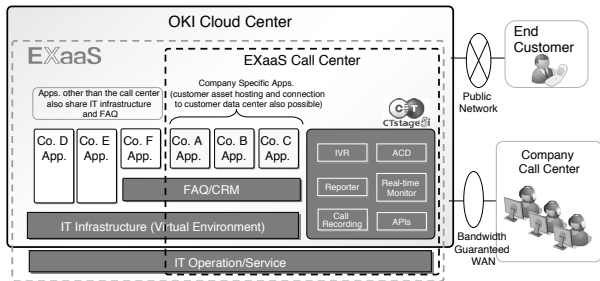 OKI Cloud Center
EXaaS
EXaaS Call Center
Apps. other than the call center
also share IT infrastructure
and FAQ
Company Specific Apps.
(customer asset hosting and connection
to customer data center also possible)
CT
CTstage 5i
Co. D
App.
Co. E
App.
Co. F
App.
Co. A
App.
Co. B
App.
Co. C
App.
FAQ/CRM
IT Infrastructure (Virtual Environment)
IVR
ACD
Reporter
Real-time
Monitor
Call
Recording
APIs
IT Operation/Service
Public
Network
End
Customer
Bandwidth
Guaranteed
WAN
Company
Call Center